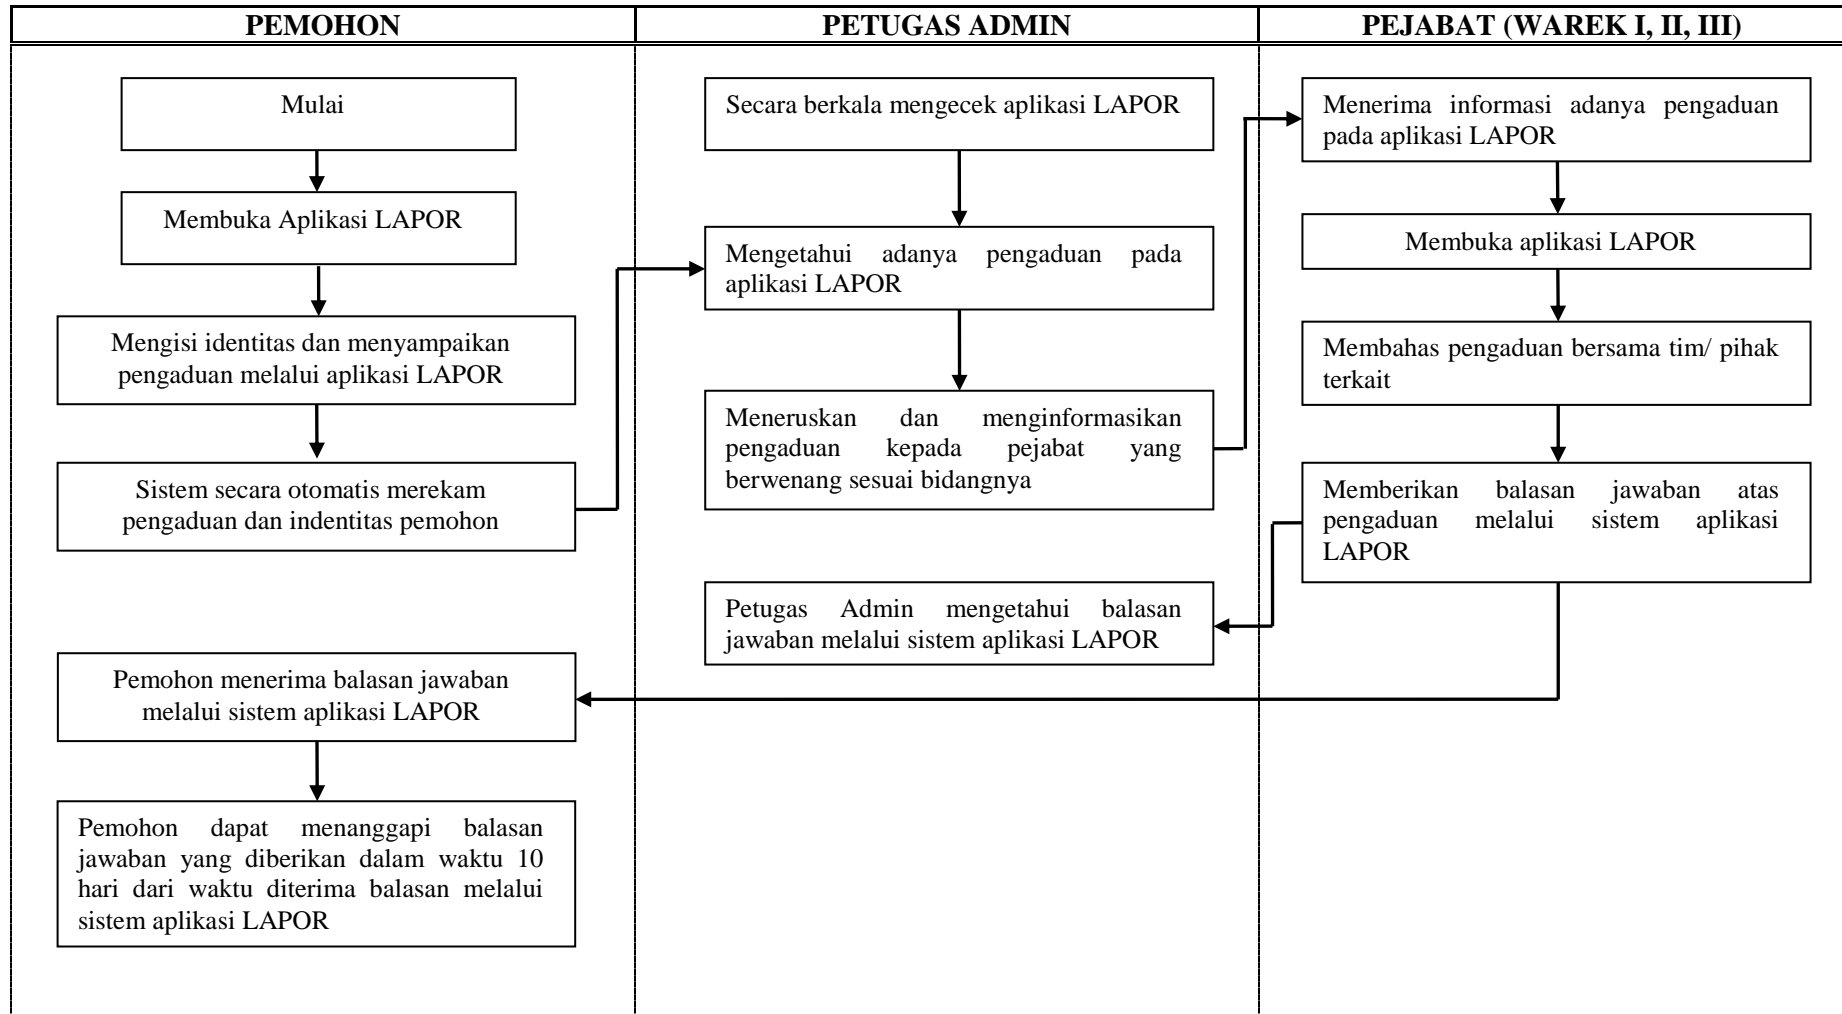 PEMOHON
PETUGAS ADMIN
PEJABAT (WAREK I, II, III)
Mulai
Membuka Aplikasi LAPOR
Mengisi identitas dan menyampaikan
pengaduan melalui aplikasi LAPOR
Sistem secara otomatis merekam
pengaduan dan indentitas pemohon
Pemohon menerima balasan jawaban
melalui sistem aplikasi LAPOR
Pemohon dapat menanggapi balasan
jawaban yang diberikan dalam waktu 10
hari dari waktu diterima balasan melalui
sistem aplikasi LAPOR
Secara berkala mengecek aplikasi LAPOR
Mengetahui adanya pengaduan pada
aplikasi LAPOR
Meneruskan dan menginformasikan
pengaduan kepada pejabat yang
berwenang sesuai bidangnya
Petugas Admin mengetahui balasan
jawaban melalui sistem aplikasi LAPOR
Menerima informasi adanya pengaduan
pada aplikasi LAPOR
Membuka aplikasi LAPOR
Membahas pengaduan bersama tim/ pihak
terkait
Memberikan balasan jawaban atas
pengaduan melalui sistem aplikasi
LAPOR